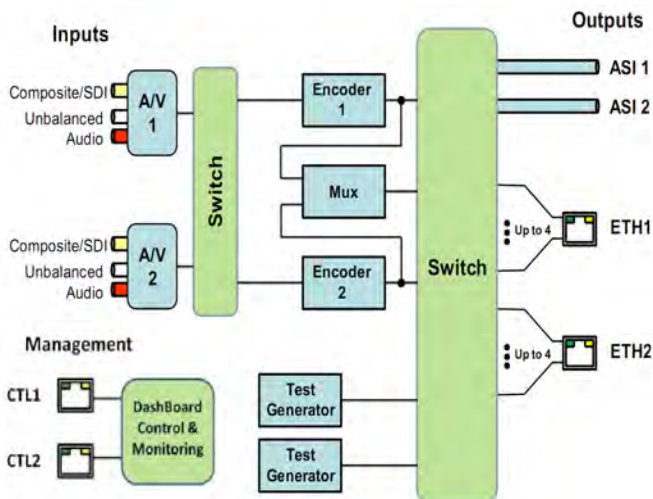 Inputs
Outputs
Composite/SDI
Unbalanced
Audio
A/V
1
Switch
Encoder
1
ASI 1
ASI 2
Mux
Up to 4
ETH1
Composite/SDI
Unbalanced
Audio
A/V
2
Encoder
2
Switch
Up to 4
ETH2
Management
CTL1
CTL2
DashBoard
Control &
Monitoring
Test
Generator
Test
Generator